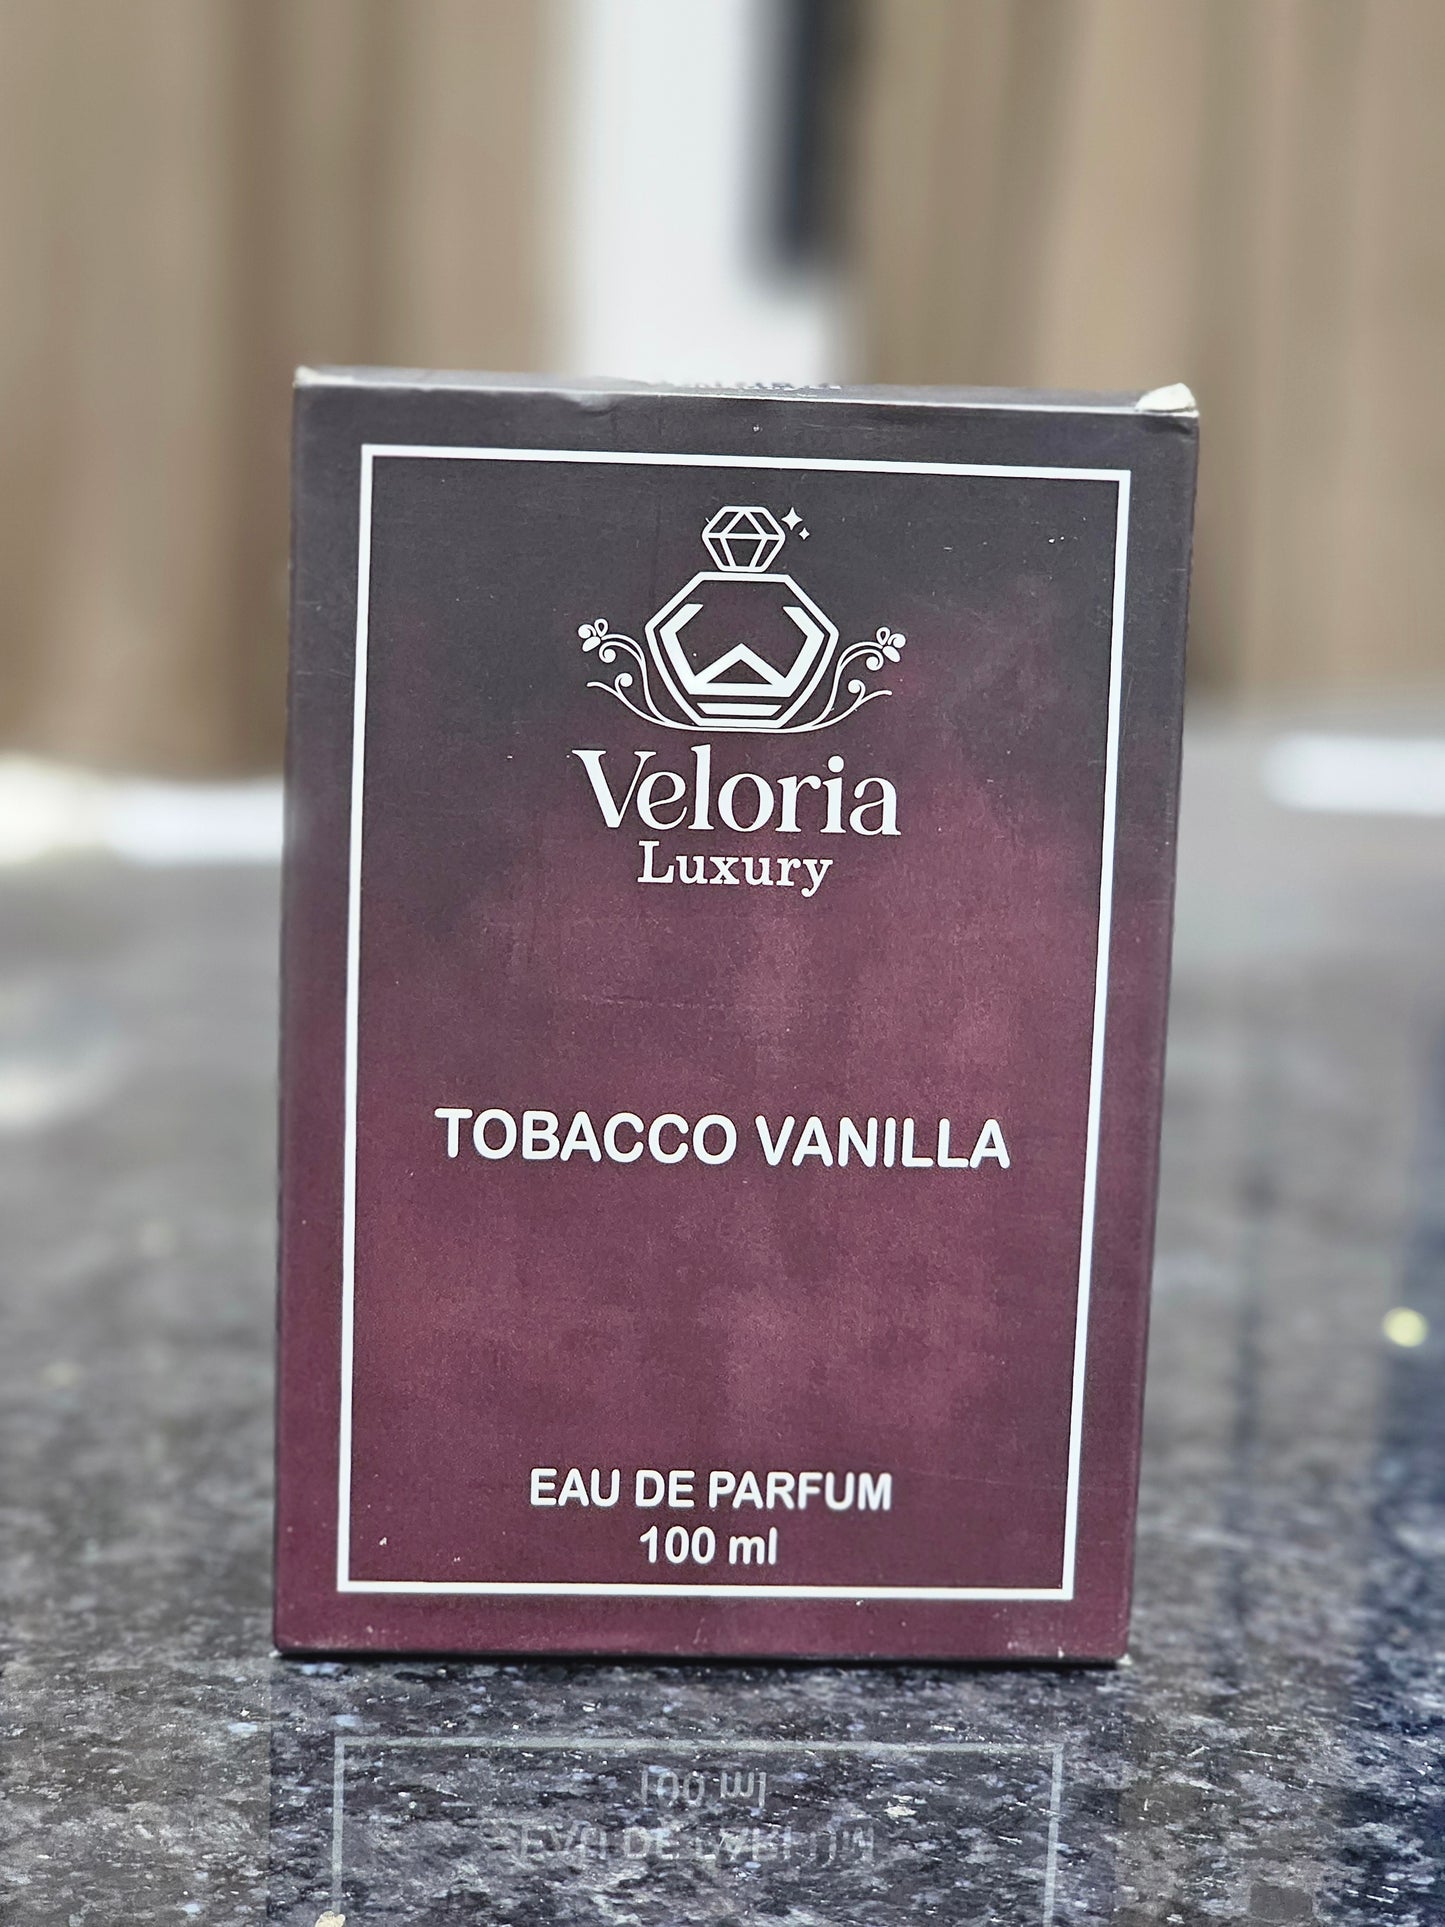 Veloria
Luxury
TOBACCO VANILLA
EAU DE PARFUM
100 ml